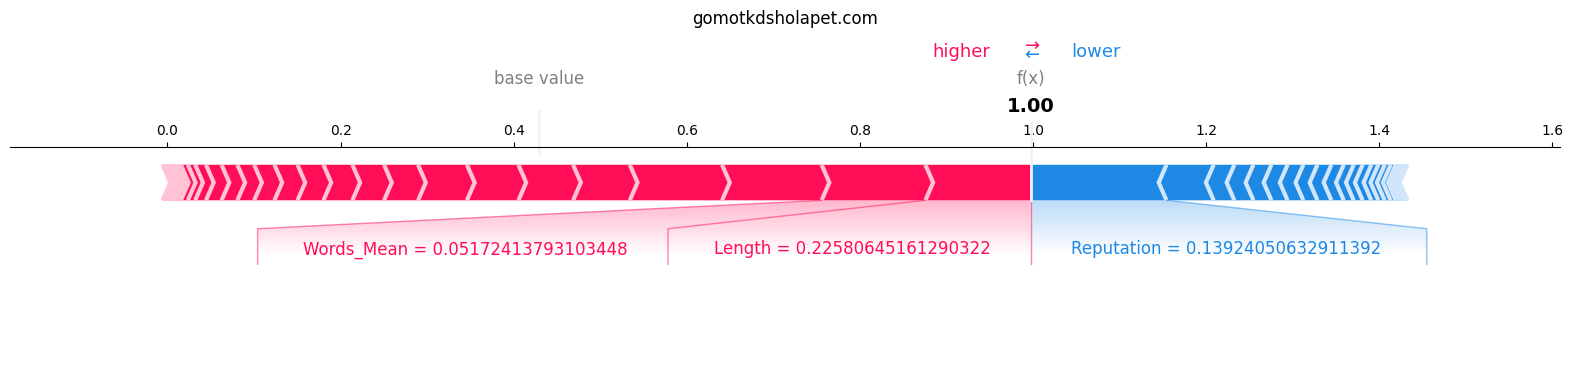 gomotkdsholapet.com
higher ⇄ lower
base value f(x)
1.00
0.0 0.2 0.4 0.6 0.8 1.0 1.2 1.4 1.6
Words_Mean = 0.05172413793103448 Length = 0.22580645161290322 Reputation = 0.13924050632911392